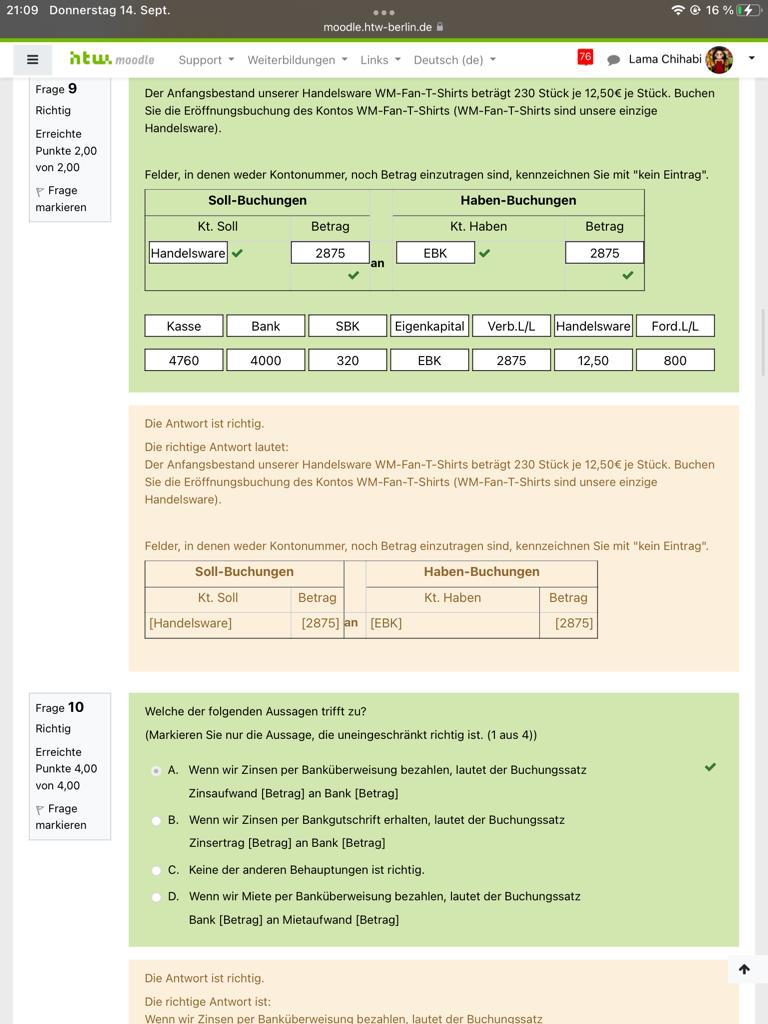 21:09 Donnerstag 14. Sept.
16 %
moodle.htw-berlin.de
htw. moodle Support Weiterbildungen Links Deutsch (de) 76 Lama Chihabi
Frage 9
Richtig
Erreichte
Punkte 2,00
von 2,00
Frage
markieren
Der Anfangsbestand unserer Handelsware WM-Fan-T-Shirts beträgt 230 Stück je 12,50€ je Stück. Buchen
Sie die Eröffnungsbuchung des Kontos WM-Fan-T-Shirts (WM-Fan-T-Shirts sind unsere einzige
Handelsware).
Felder, in denen weder Kontonummer, noch Betrag einzutragen sind, kennzeichnen Sie mit "kein Eintrag".
Soll-Buchungen Haben-Buchungen
Kt. Soll Betrag Kt. Haben Betrag
Handelsware 2875 an EBK 2875
Kasse Bank SBK Eigenkapital Verb.L/L Handelsware Ford.L/L
4760 4000 320 EBK 2875 12,50 800
Die Antwort ist richtig.
Die richtige Antwort lautet:
Der Anfangsbestand unserer Handelsware WM-Fan-T-Shirts beträgt 230 Stück je 12,50€ je Stück. Buchen
Sie die Eröffnungsbuchung des Kontos WM-Fan-T-Shirts (WM-Fan-T-Shirts sind unsere einzige
Handelsware).
Felder, in denen weder Kontonummer, noch Betrag einzutragen sind, kennzeichnen Sie mit "kein Eintrag".
Soll-Buchungen Haben-Buchungen
Kt. Soll Betrag Kt. Haben Betrag
[Handelsware] [2875] an [EBK] [2875]
Frage 10
Richtig
Erreichte
Punkte 4,00
von 4,00
Frage
markieren
Welche der folgenden Aussagen trifft zu?
(Markieren Sie nur die Aussage, die uneingeschränkt richtig ist. (1 aus 4))
A. Wenn wir Zinsen per Banküberweisung bezahlen, lautet der Buchungssatz
Zinsaufwand [Betrag] an Bank [Betrag]
B. Wenn wir Zinsen per Bankgutschrift erhalten, lautet der Buchungssatz
Zinsertrag [Betrag] an Bank [Betrag]
C. Keine der anderen Behauptungen ist richtig.
D. Wenn wir Miete per Banküberweisung bezahlen, lautet der Buchungssatz
Bank [Betrag] an Mietaufwand [Betrag]
Die Antwort ist richtig.
Die richtige Antwort ist:
Wenn wir Zinsen per Banküberweisung bezahlen, lautet der Buchungssatz